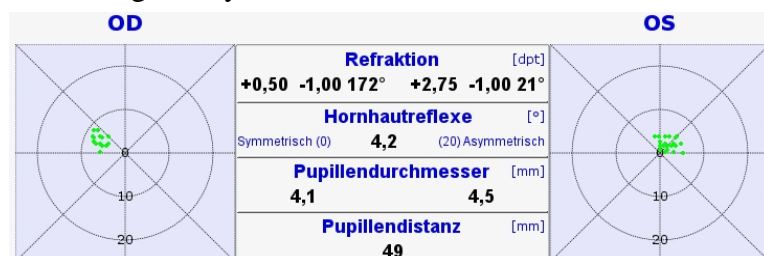 OD OS
Refraktion [dpt]
+0,50 -1,00 172° +2,75 -1,00 21°
Hornhautreflexe [°]
Symmetrisch (0) 4,2 (20) Asymmetrisch
Pupillendurchmesser [mm]
4,1 4,5
Pupillendistanz [mm]
49
0 0
10 10
20 20